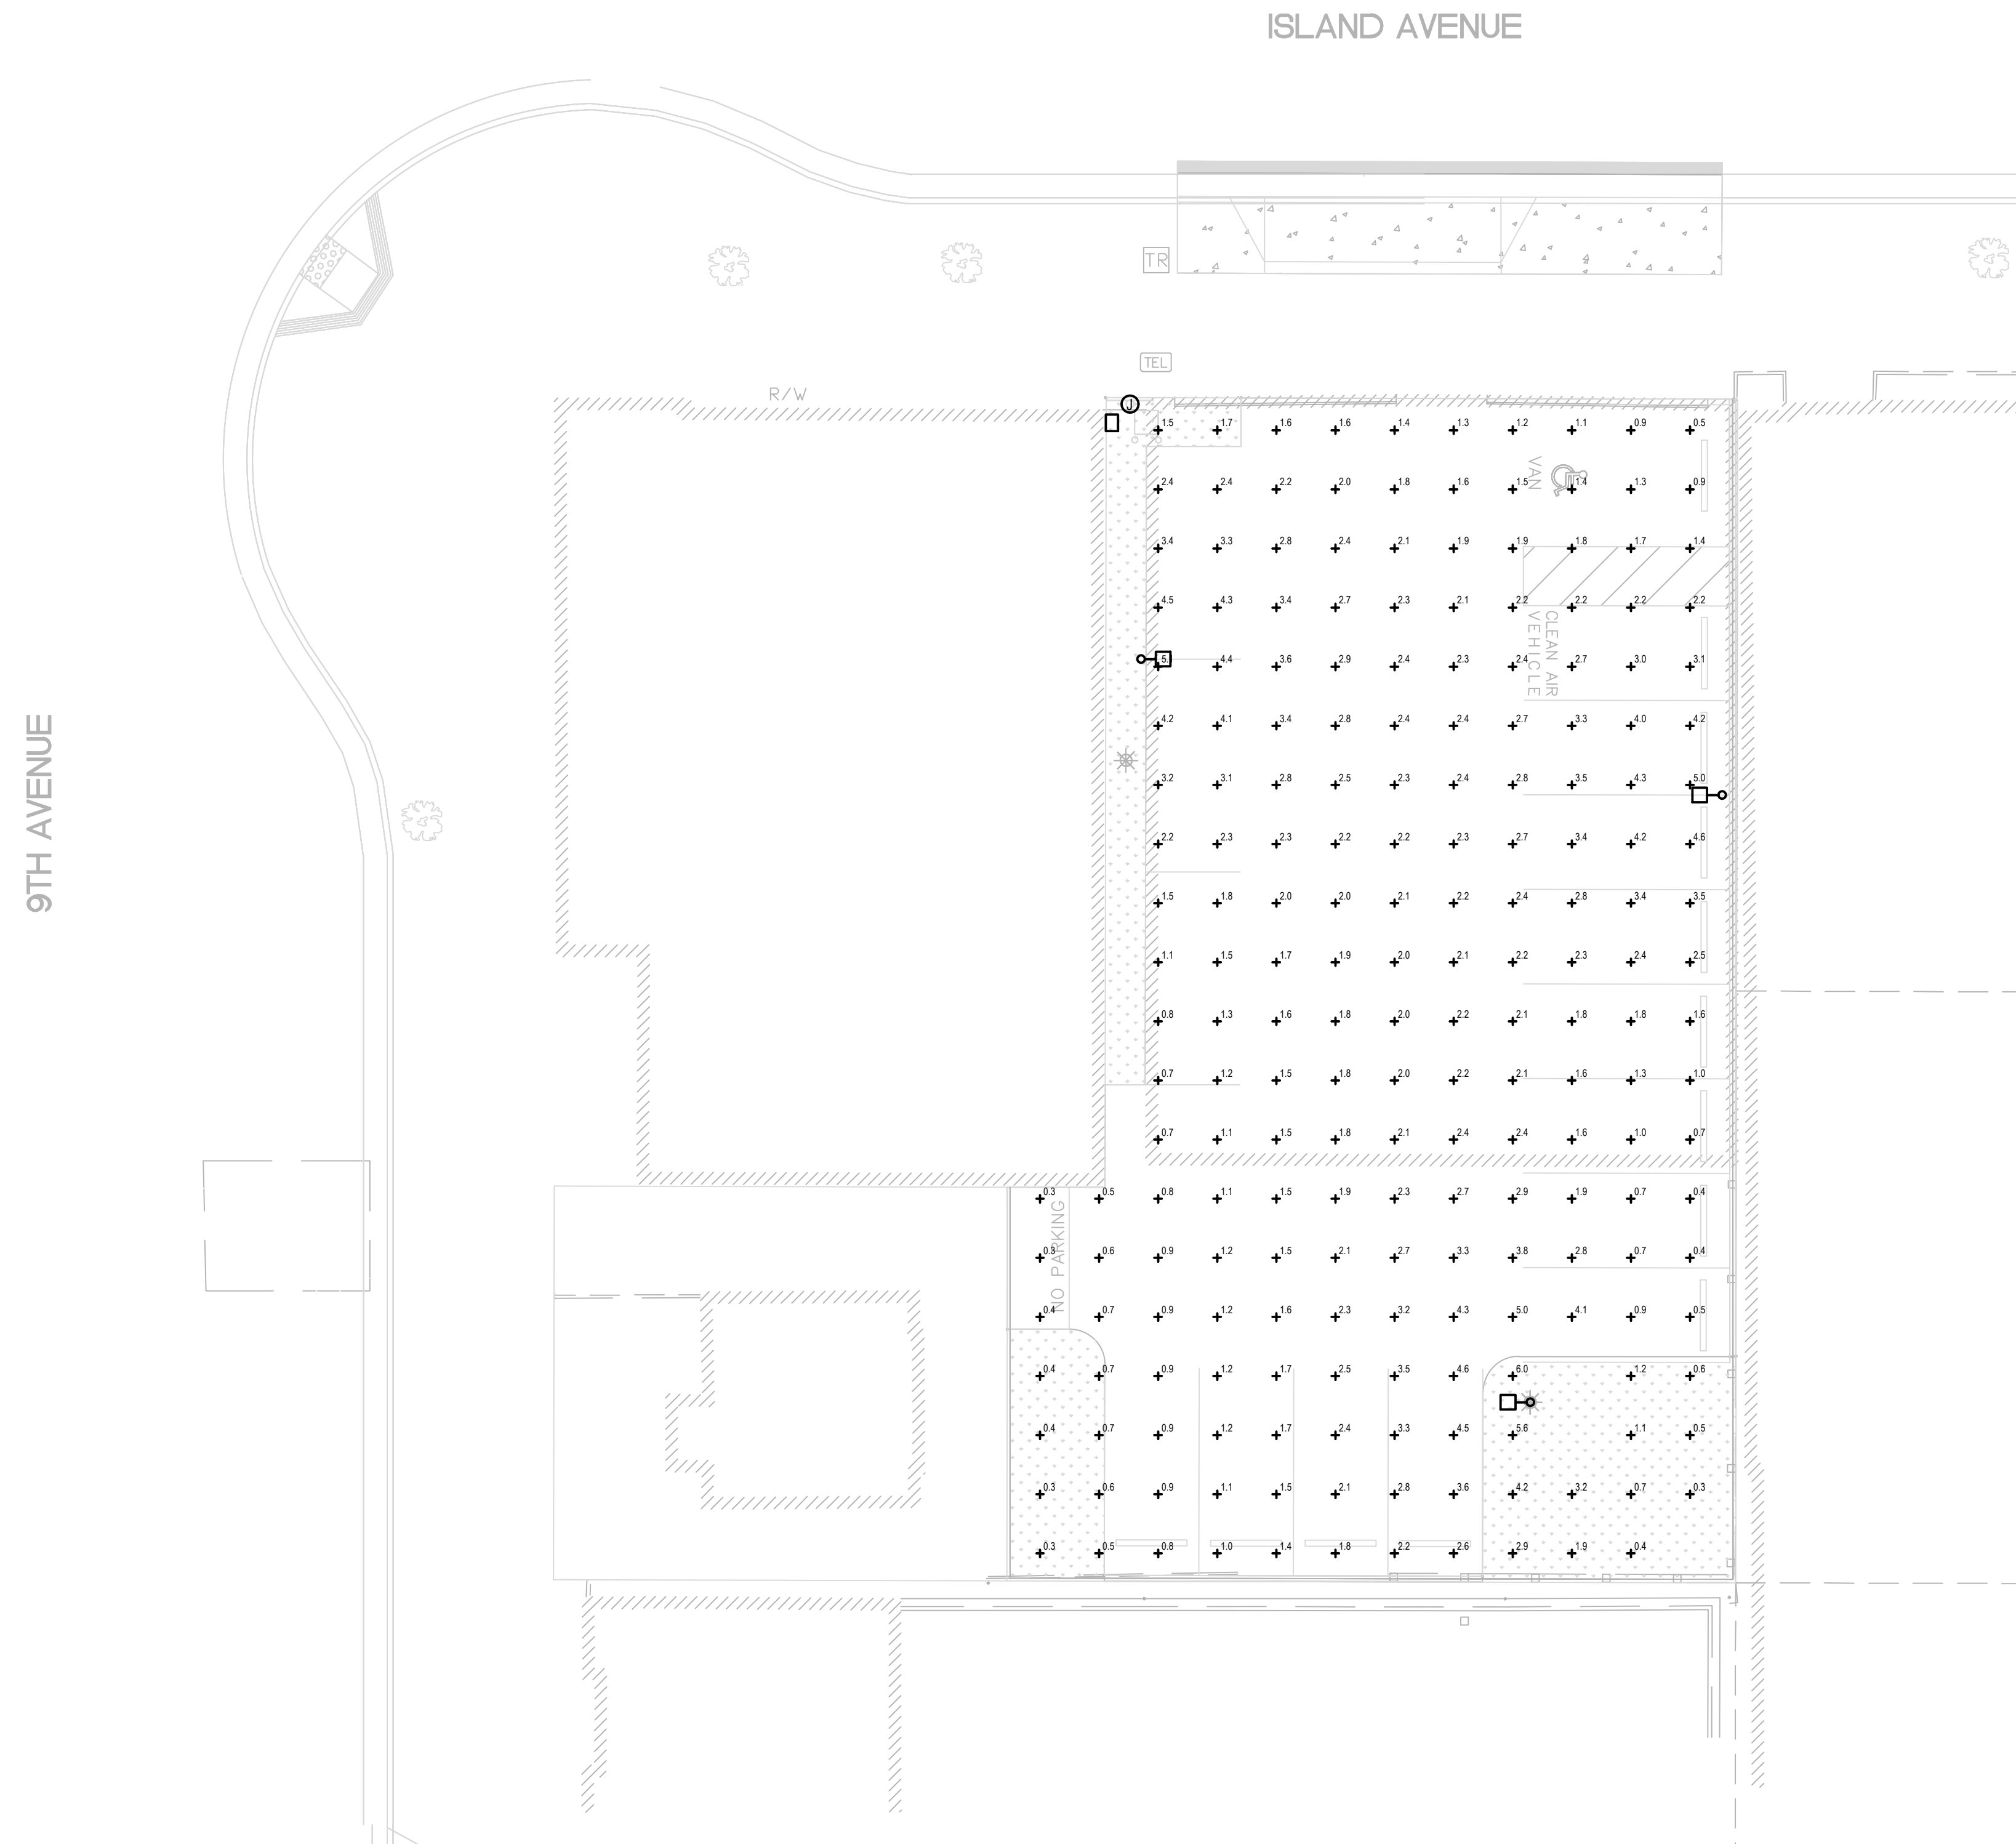 ISLAND AVENUE
TR
TEL
R/W
J
1.5 1.7 1.6 1.6 1.4 1.3 1.2 1.1 0.9 0.5
VAN
2.4 2.4 2.2 2.0 1.8 1.6 1.5 1.4 1.3 0.9
3.4 3.3 2.8 2.4 2.1 1.9 1.9 1.8 1.7 1.4
4.5 4.3 3.4 2.7 2.3 2.1 2.2 2.2 2.2 2.2
CLEAN AIR
VEHICLE
4.4 3.6 2.9 2.4 2.3 2.4 2.7 3.0 3.1
4.2 4.1 3.4 2.8 2.4 2.4 2.7 3.3 4.0 4.2
9TH AVENUE
3.2 3.1 2.8 2.5 2.3 2.4 2.8 3.5 4.3 5.0
2.2 2.3 2.3 2.2 2.2 2.3 2.7 3.4 4.2 4.6
1.5 1.8 2.0 2.0 2.1 2.2 2.4 2.8 3.4 3.5
1.1 1.5 1.7 1.9 2.0 2.1 2.2 2.3 2.4 2.5
0.8 1.3 1.6 1.8 2.0 2.2 2.1 1.8 1.8 1.6
0.7 1.2 1.5 1.8 2.0 2.2 2.1 1.6 1.3 1.0
0.7 1.1 1.5 1.8 2.1 2.4 2.4 1.6 1.0 0.7
0.3 0.5 0.8 1.1 1.5 1.9 2.3 2.7 2.9 1.9 0.7 0.4
NO PARKING
0.3 0.6 0.9 1.2 1.5 2.1 2.7 3.3 3.8 2.8 0.7 0.4
0.4 0.7 0.9 1.2 1.6 2.3 3.2 4.3 5.0 4.1 0.9 0.5
0.4 0.7 0.9 1.2 1.7 2.5 3.5 4.6 6.0 1.2 0.6
0.4 0.7 0.9 1.2 1.7 2.4 3.3 4.5 5.6 1.1 0.5
0.3 0.6 0.9 1.1 1.5 2.1 2.8 3.6 4.2 3.2 0.7 0.3
0.3 0.5 0.8 1.0 1.4 1.8 2.2 2.6 2.9 1.9 0.4